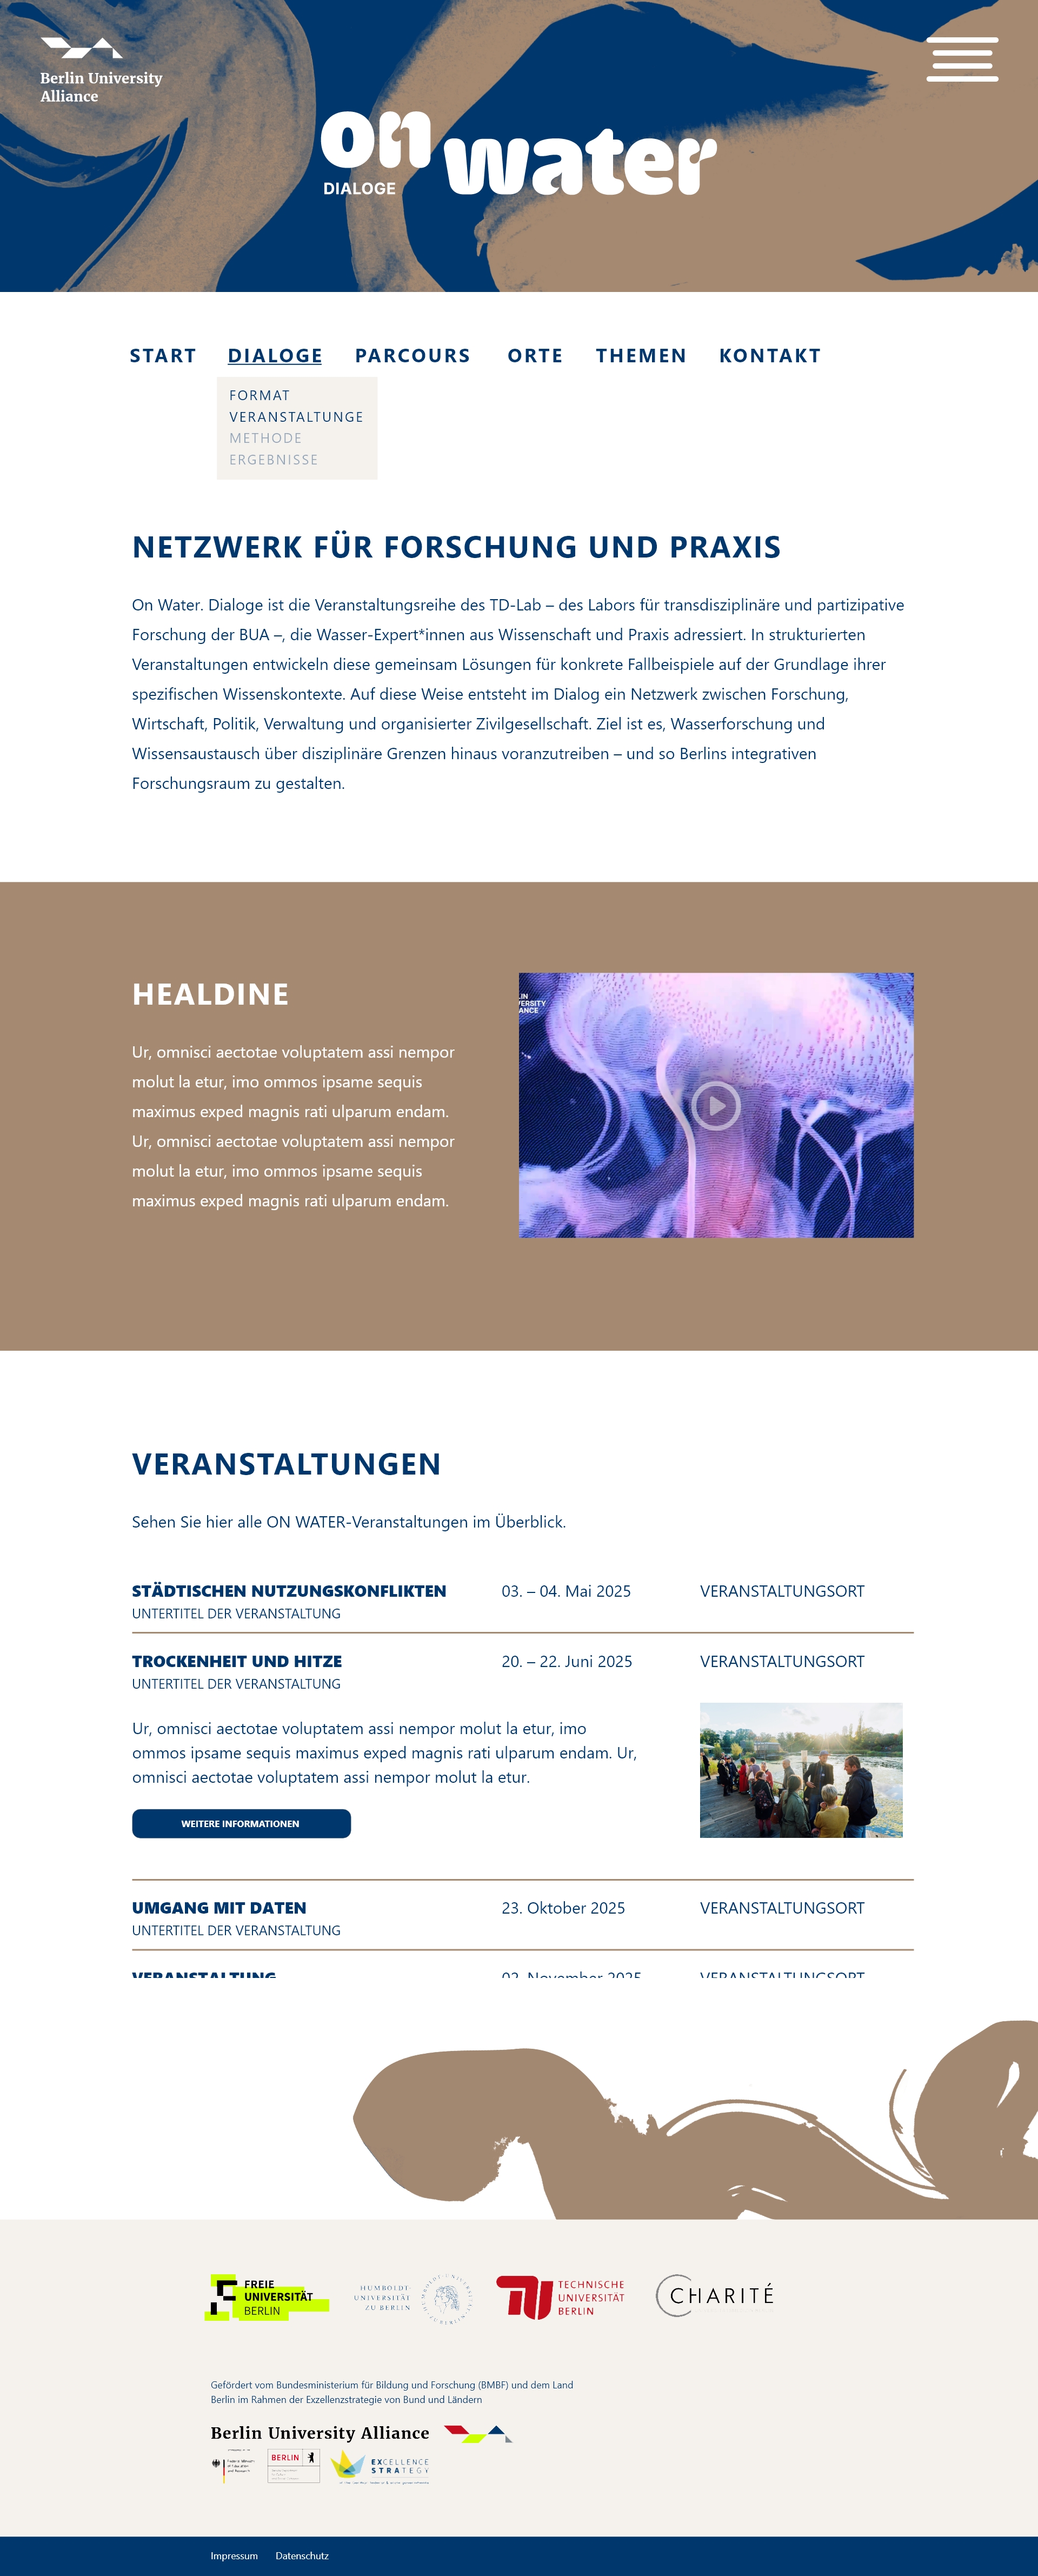 Berlin University
Alliance
on water
DIALOGE
START DIALOGE PARCOURS ORTE THEMEN KONTAKT
FORMAT
VERANSTALTUNGE
METHODE
ERGEBNISSE
NETZWERK FÜR FORSCHUNG UND PRAXIS
On Water. Dialoge ist die Veranstaltungsreihe des TD-Lab – des Labors für transdisziplinäre und partizipative
Forschung der BUA –, die Wasser-Expert*innen aus Wissenschaft und Praxis adressiert. In strukturierten
Veranstaltungen entwickeln diese gemeinsam Lösungen für konkrete Fallbeispiele auf der Grundlage ihrer
spezifischen Wissenskontexte. Auf diese Weise entsteht im Dialog ein Netzwerk zwischen Forschung,
Wirtschaft, Politik, Verwaltung und organisierter Zivilgesellschaft. Ziel ist es, Wasserforschung und
Wissensaustausch über disziplinäre Grenzen hinaus voranzutreiben – und so Berlins integrativen
Forschungsraum zu gestalten.
HEALDINE
Ur, omnisci aectotae voluptatem assi nempor
molut la etur, imo ommos ipsame sequis
maximus exped magnis rati ulparum endam.
Ur, omnisci aectotae voluptatem assi nempor
molut la etur, imo ommos ipsame sequis
maximus exped magnis rati ulparum endam.
LIN
VERSITY
ANCE
VERANSTALTUNGEN
Sehen Sie hier alle ON WATER-Veranstaltungen im Überblick.
STÄDTISCHEN NUTZUNGSKONFLIKTEN 03. – 04. Mai 2025 VERANSTALTUNGSORT
UNTERTITEL DER VERANSTALTUNG
TROCKENHEIT UND HITZE 20. – 22. Juni 2025 VERANSTALTUNGSORT
UNTERTITEL DER VERANSTALTUNG
Ur, omnisci aectotae voluptatem assi nempor molut la etur, imo
ommos ipsame sequis maximus exped magnis rati ulparum endam. Ur,
omnisci aectotae voluptatem assi nempor molut la etur.
WEITERE INFORMATIONEN
UMGANG MIT DATEN 23. Oktober 2025 VERANSTALTUNGSORT
UNTERTITEL DER VERANSTALTUNG
VERANSTALTUNG 02. November 2025 VERANSTALTUNGSORT
FREIE
UNIVERSITÄT
BERLIN
HUMBOLDT-
UNIVERSITÄT
ZU BERLIN
TECHNISCHE
UNIVERSITÄT
BERLIN
CHARITÉ
Gefördert vom Bundesministerium für Bildung und Forschung (BMBF) und dem Land
Berlin im Rahmen der Exzellenzstrategie von Bund und Ländern
Berlin University Alliance
BERLIN
EXCELLENCE
STRATEGY
Impressum Datenschutz